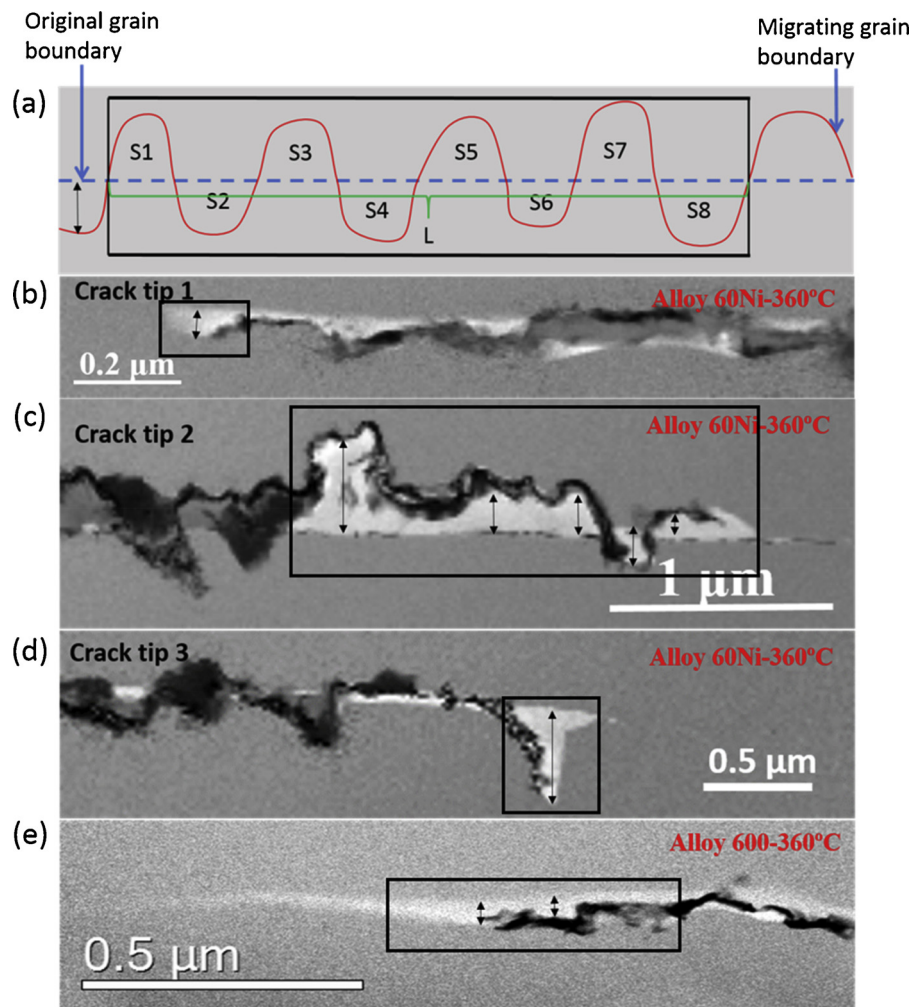 Original grain
boundary
Migrating grain
boundary
(a)
S1
S3
S5
S7
S2
S4
S6
S8
L
(b)
Crack tip 1
Alloy 60Ni-360ºC
0.2 μm
(c)
Crack tip 2
Alloy 60Ni-360ºC
1 μm
(d)
Crack tip 3
Alloy 60Ni-360ºC
0.5 μm
(e)
Alloy 600-360ºC
0.5 μm